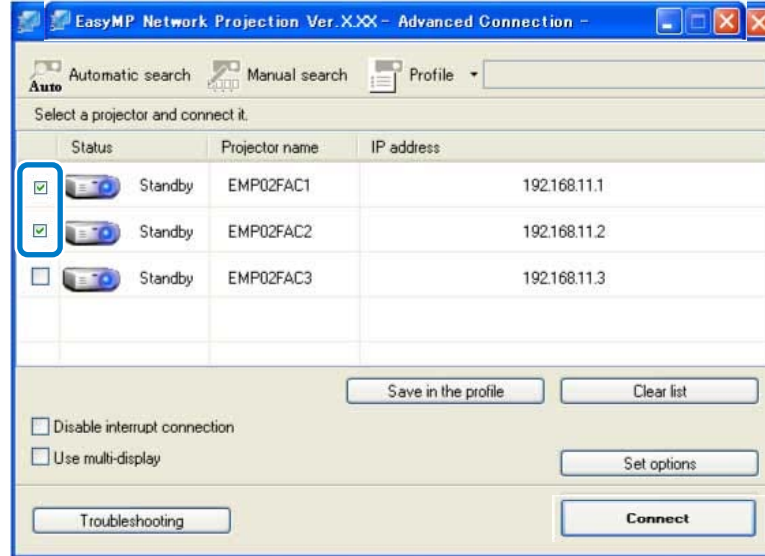 EasyMP Network Projection Ver.X.XX - Advanced Connection -
Auto Automatic search Manual search Profile
Select a projector and connect it.
Status Projector name IP address
Standby EMP02FAC1 192.168.11.1
Standby EMP02FAC2 192.168.11.2
Standby EMP02FAC3 192.168.11.3
Save in the profile Clear list
Disable interrupt connection
Use multi-display Set options
Troubleshooting Connect